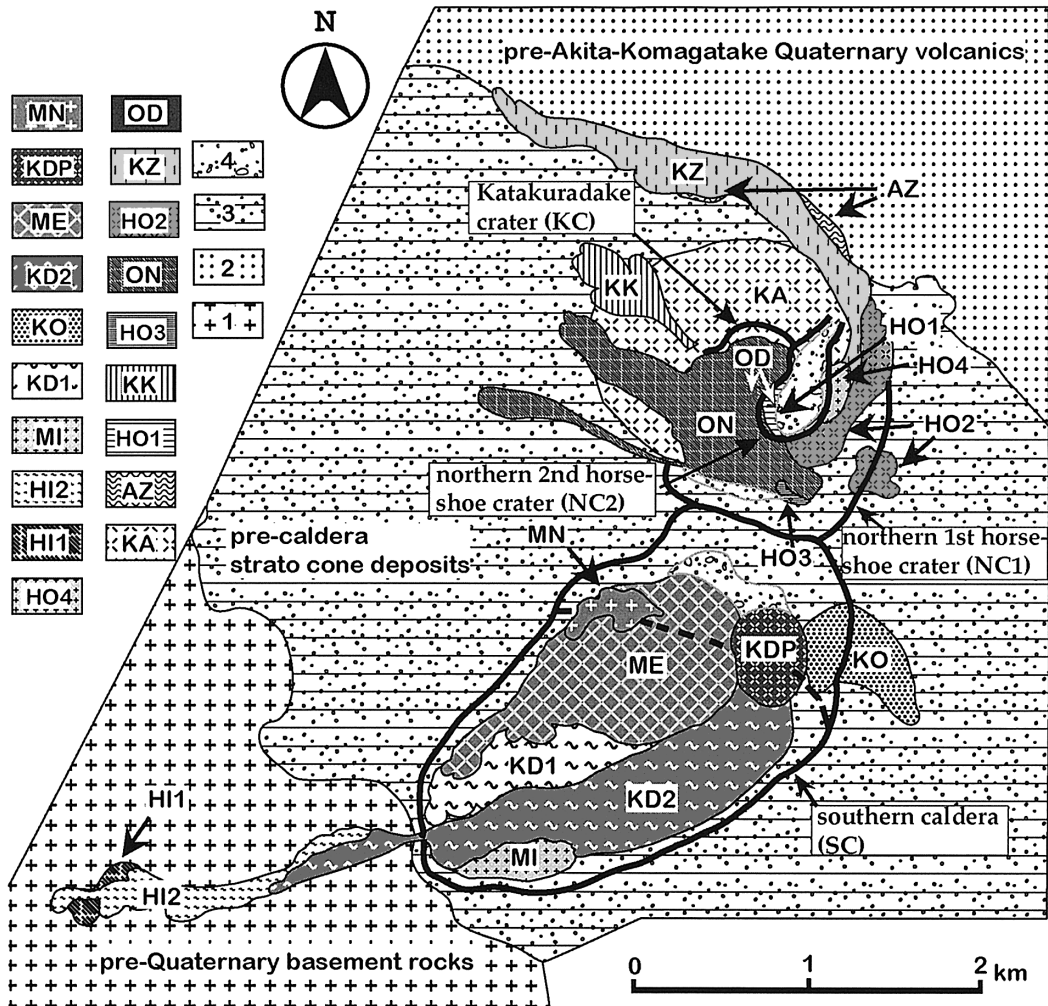 N
pre-Akita-Komagatake Quaternary volcanics
MN
OD
KDP
KZ
4
ME
HO2
3
KD2
ON
2
KO
HO3
1
KD1
KK
MI
HO1
HI2
AZ
HI1
KA
HO4
KZ
AZ
Katakuradake
crater (KC)
KK
KA
HO1
OD
HO4
ON
HO2
northern 2nd horse-
shoe crater (NC2)
MN
HO3
northern 1st horse-
shoe crater (NC1)
pre-caldera
strato cone deposits
ME
KDP
KO
KD1
KD2
HI1
southern caldera
(SC)
MI
HI2
pre-Quaternary basement rocks
0
1
2
km